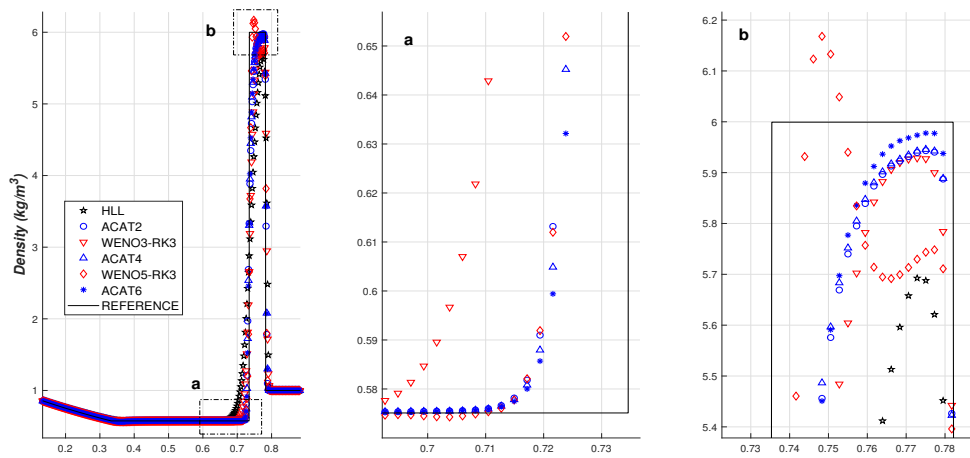 b
6
5
4
3
2
1
Density (kg/m³)
HLL
ACAT2
WENO3-RK3
ACAT4
WENO5-RK3
ACAT6
REFERENCE
a
0.2 0.3 0.4 0.5 0.6 0.7 0.8
a
0.65
0.64
0.63
0.62
0.61
0.6
0.59
0.58
0.7 0.71 0.72 0.73
b
6.2
6.1
6
5.9
5.8
5.7
5.6
5.5
5.4
0.73 0.74 0.75 0.76 0.77 0.78